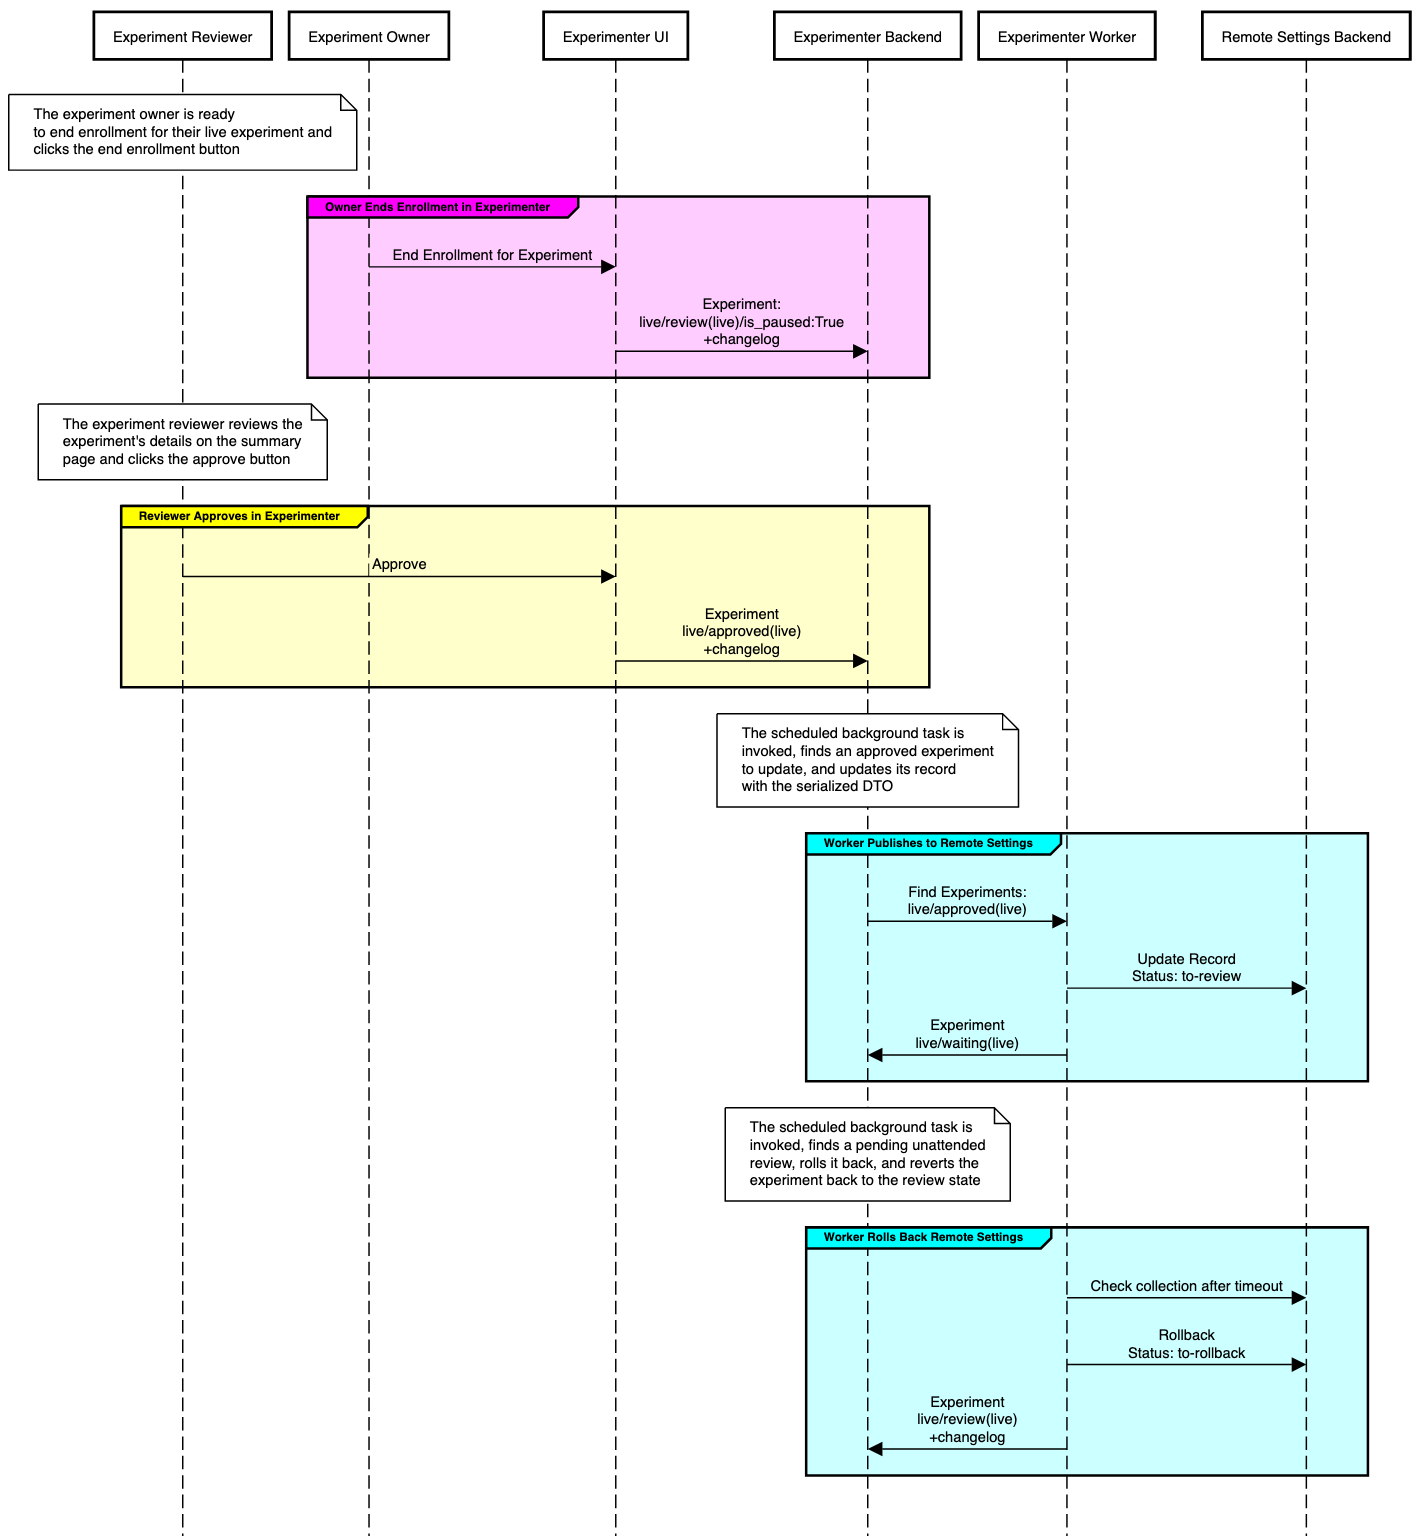 Experiment Reviewer
Experiment Owner
Experimenter UI
Experimenter Backend
Experimenter Worker
Remote Settings Backend
The experiment owner is ready
to end enrollment for their live experiment and
clicks the end enrollment button
Owner Ends Enrollment in Experimenter
End Enrollment for Experiment
Experiment:
live/review(live)/is_paused:True
+changelog
The experiment reviewer reviews the
experiment's details on the summary
page and clicks the approve button
Reviewer Approves in Experimenter
Approve
Experiment
live/approved(live)
+changelog
The scheduled background task is
invoked, finds an approved experiment
to update, and updates its record
with the serialized DTO
Worker Publishes to Remote Settings
Find Experiments:
live/approved(live)
Update Record
Status: to-review
Experiment
live/waiting(live)
The scheduled background task is
invoked, finds a pending unattended
review, rolls it back, and reverts the
experiment back to the review state
Worker Rolls Back Remote Settings
Check collection after timeout
Rollback
Status: to-rollback
Experiment
live/review(live)
+changelog